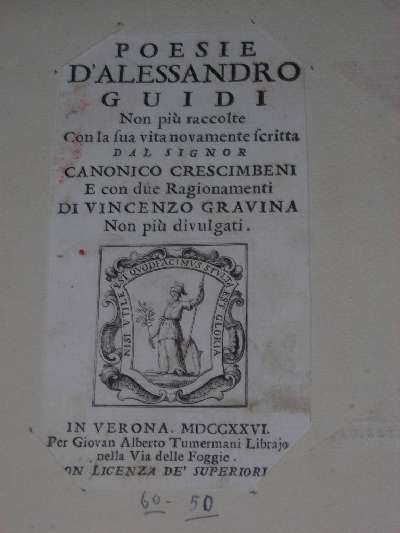 POESIE
D'ALESSANDRO
GUIDI
Non più raccolte
Con la ſua vita novamente ſcritta
DAL SIGNOR
CANONICO CRESCIMBENI
E con due Ragionamenti
DI VINCENZO GRAVINA
Non più divulgati.
NISI UTILE EST QUOD FACIMUS STULTA EST GLORIA
IN VERONA. MDCCXXVI.
Per Giovan Alberto Tumermani Librajo
nella Via delle Foggie.
ON LICENZA DE' SUPERIORI
60 - 50